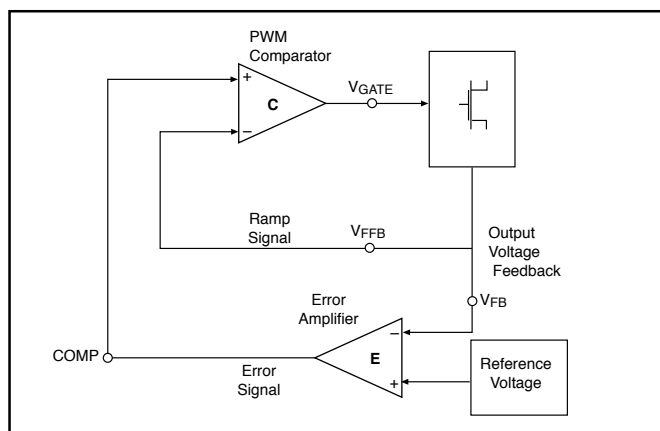 PWM
Comparator
+
C
−
VGATE
Ramp
Signal
VFFB
Output
Voltage
Feedback
VFB
Error
Amplifier
−
E
+
COMP
Error
Signal
Reference
Voltage